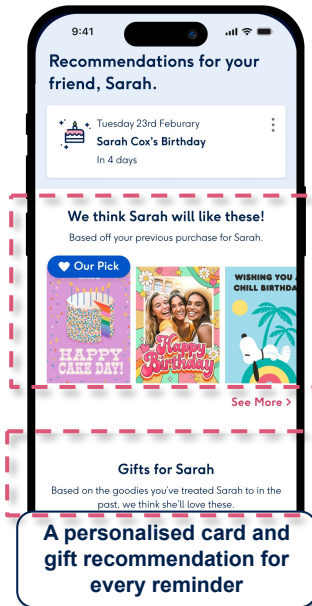 9:41
Recommendations for your
friend, Sarah.
Tuesday 23rd Feburary
Sarah Cox's Birthday
In 4 days
We think Sarah will like these!
Based off your previous purchase for Sarah.
Our Pick
HAPPY
CAKE DAY!
Happy
Birthday
WISHING YOU A
CHILL BIRTHDA
See More >
Gifts for Sarah
Based on the goodies you've treated Sarah to in the
past, we think she'll love these.
A personalised card and
gift recommendation for
every reminder